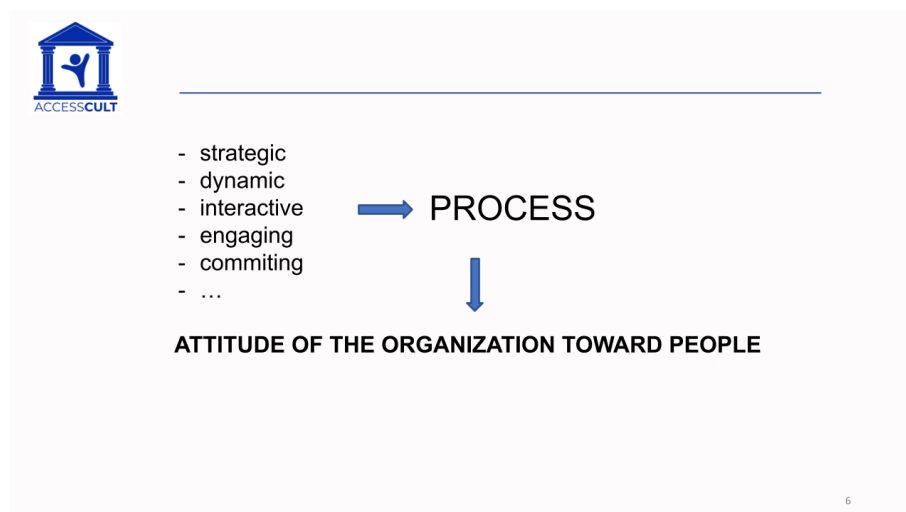 ACCESSCULT
- strategic
- dynamic
- interactive
- engaging
- commiting
- …
PROCESS
ATTITUDE OF THE ORGANIZATION TOWARD PEOPLE
6